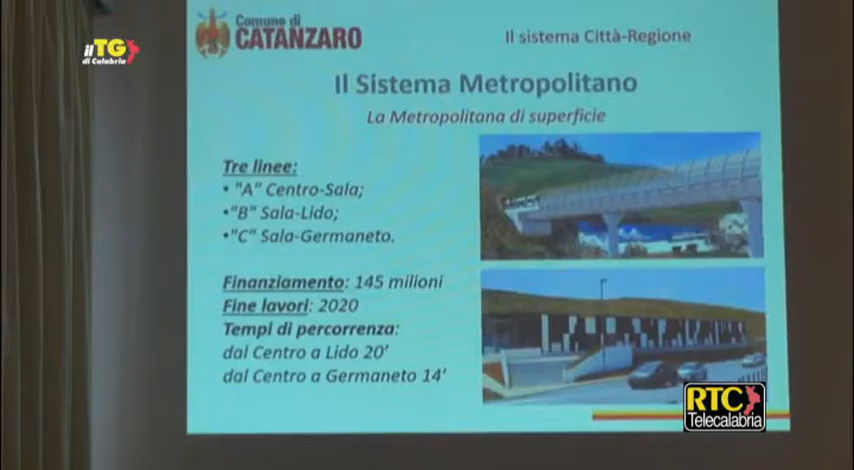 il TG
di Calabria
Comune di
CATANZARO
Il sistema Città-Regione
Il Sistema Metropolitano
La Metropolitana di superficie
Tre linee:
• "A" Centro-Sala;
•"B" Sala-Lido;
•"C" Sala-Germaneto.
Finanziamento: 145 milioni
Fine lavori: 2020
Tempi di percorrenza:
dal Centro a Lido 20'
dal Centro a Germaneto 14'
RTC
Telecalabria